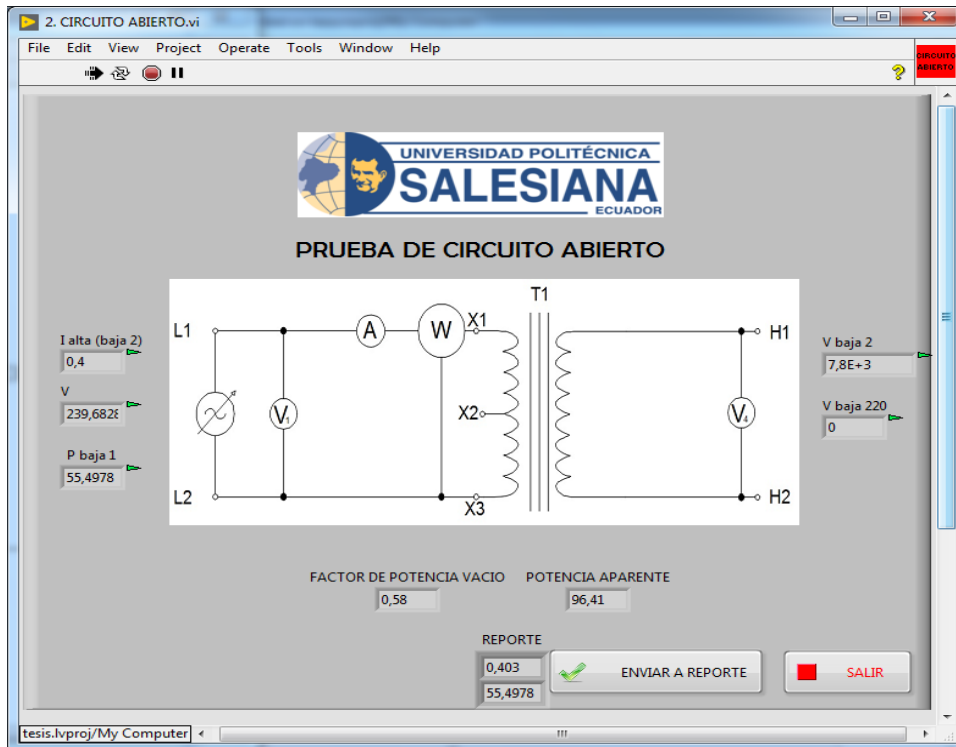 2. CIRCUITO ABIERTO.vi
File Edit View Project Operate Tools Window Help
CIRCUITO
ABIERTO
UNIVERSIDAD POLITÉCNICA
SALESIANA
ECUADOR
PRUEBA DE CIRCUITO ABIERTO
T1
L1
A
W
X1
H1
I alta (baja 2)
0,4
V baja 2
7,8E+3
V
239,6828
V1
X2
V4
V baja 220
0
P baja 1
55,4978
L2
X3
H2
FACTOR DE POTENCIA VACIO
POTENCIA APARENTE
0,58
96,41
REPORTE
0,403
55,4978
ENVIAR A REPORTE
SALIR
tesis.lvproj/My Computer